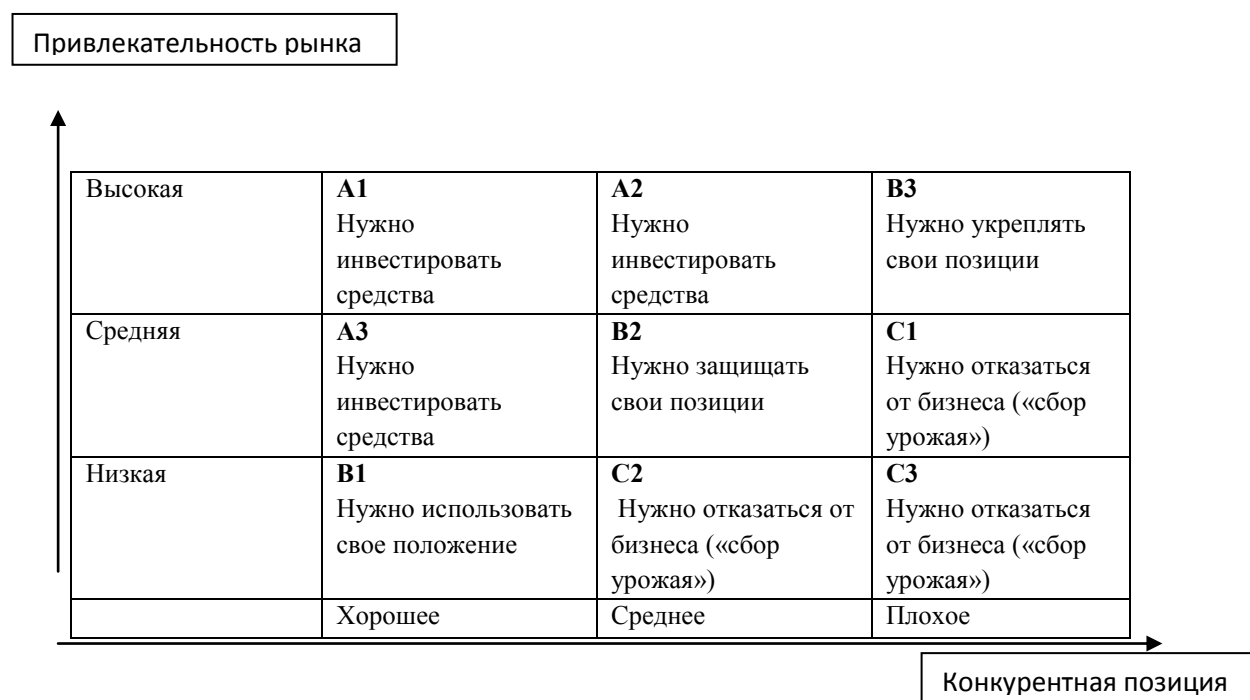 Привлекательность рынка
Высокая
A1
Нужно
инвестировать
средства
A2
Нужно
инвестировать
средства
B3
Нужно укреплять
свои позиции
Средняя
A3
Нужно
инвестировать
средства
B2
Нужно защищать
свои позиции
C1
Нужно отказаться
от бизнеса («сбор
урожая»)
Низкая
B1
Нужно использовать
свое положение
C2
Нужно отказаться от
бизнеса («сбор
урожая»)
C3
Нужно отказаться
от бизнеса («сбор
урожая»)
Хорошее
Среднее
Плохое
Конкурентная позиция